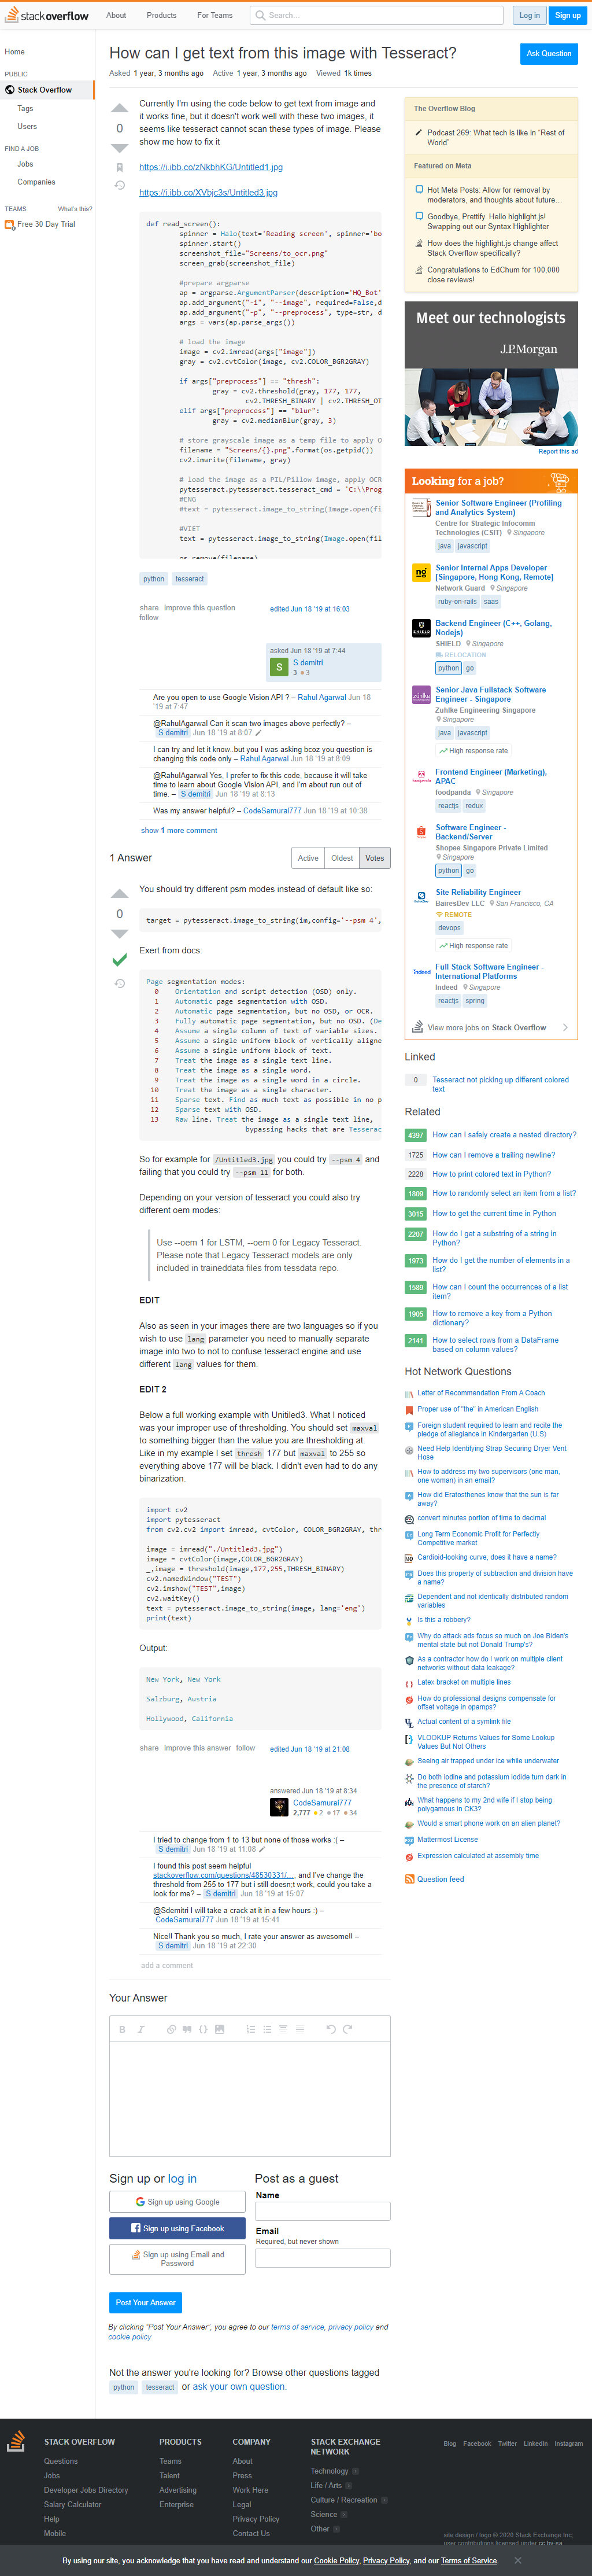 stack overflow
About
Products
For Teams
Search...
Log in
Sign up
Home
PUBLIC
Stack Overflow
Tags
Users
FIND A JOB
Jobs
Companies
TEAMS
What's this?
Free 30 Day Trial
How can I get text from this image with Tesseract?
Ask Question
Asked 1 year, 3 months ago Active 1 year, 3 months ago Viewed 1k times
0
Currently I'm using the code below to get text from image and
it works fine, but it doesn't work well with these two images, it
seems like tesseract cannot scan these types of image. Please
show me how to fix it
https://i.ibb.co/zNkbhKG/Untitled1.jpg
https://i.ibb.co/XVbjc3s/Untitled3.jpg
def read_screen():
spinner = Halo(text='Reading screen', spinner='bo
spinner.start()
screenshot_file="Screens/to_ocr.png"
screen_grab(screenshot_file)
#prepare argparse
ap = argparse.ArgumentParser(description='HQ_Bot'
ap.add_argument("-i", "--image", required=False,d
ap.add_argument("-p", "--preprocess", type=str, d
args = vars(ap.parse_args())
# load the image
image = cv2.imread(args["image"])
gray = cv2.cvtColor(image, cv2.COLOR_BGR2GRAY)
if args["preprocess"] == "thresh":
gray = cv2.threshold(gray, 177, 177,
cv2.THRESH_BINARY | cv2.THRESH_OT
elif args["preprocess"] == "blur":
gray = cv2.medianBlur(gray, 3)
# store grayscale image as a temp file to apply O
filename = "Screens/{}.png".format(os.getpid())
cv2.imwrite(filename, gray)
# load the image as a PIL/Pillow image, apply OCR
pytesseract.pytesseract.tesseract_cmd = 'C:\\Prog
#ENG
#text = pytesseract.image_to_string(Image.open(fi
#VIET
text = pytesseract.image_to_string(Image.open(fil
os.remove(filename)
python tesseract
share improve this question
follow
edited Jun 18 '19 at 16:03
asked Jun 18 '19 at 7:44
S
S demitri
3 3
Are you open to use Google Vision API ? – Rahul Agarwal Jun 18
'19 at 7:47
@RahulAgarwal Can it scan two images above perfectly? –
S demitri Jun 18 '19 at 8:07
I can try and let it know..but you I was asking bcoz you question is
changing this code only – Rahul Agarwal Jun 18 '19 at 8:09
@RahulAgarwal Yes, I prefer to fix this code, because it will take
time to learn about Google Vision API, and I'm about run out of
time. – S demitri Jun 18 '19 at 8:13
Was my answer helpful? – CodeSamurai777 Jun 18 '19 at 10:38
show 1 more comment
1 Answer
Active Oldest Votes
0
You should try different psm modes instead of default like so:
target = pytesseract.image_to_string(im,config='--psm 4',
Exert from docs:
Page segmentation modes:
0 Orientation and script detection (OSD) only.
1 Automatic page segmentation with OSD.
2 Automatic page segmentation, but no OSD, or OCR.
3 Fully automatic page segmentation, but no OSD. (De
4 Assume a single column of text of variable sizes.
5 Assume a single uniform block of vertically aligne
6 Assume a single uniform block of text.
7 Treat the image as a single text line.
8 Treat the image as a single word.
9 Treat the image as a single word in a circle.
10 Treat the image as a single character.
11 Sparse text. Find as much text as possible in no p
12 Sparse text with OSD.
13 Raw line. Treat the image as a single text line,
bypassing hacks that are Tesserac
So for example for /Untitled3.jpg you could try --psm 4 and
failing that you could try --psm 11 for both.
Depending on your version of tesseract you could also try
different oem modes:
Use --oem 1 for LSTM, --oem 0 for Legacy Tesseract.
Please note that Legacy Tesseract models are only
included in traineddata files from tessdata repo.
EDIT
Also as seen in your images there are two languages so if you
wish to use lang parameter you need to manually separate
image into two to not to confuse tesseract engine and use
different lang values for them.
EDIT 2
Below a full working example with Untitled3. What I noticed
was your improper use of thresholding. You should set maxval
to something bigger than the value you are thresholding at.
Like in my example I set thresh 177 but maxval to 255 so
everything above 177 will be black. I didn't even had to do any
binarization.
import cv2
import pytesseract
from cv2.cv2 import imread, cvtColor, COLOR_BGR2GRAY, thr
image = imread("./Untitled3.jpg")
image = cvtColor(image,COLOR_BGR2GRAY)
_,image = threshold(image,177,255,THRESH_BINARY)
cv2.namedWindow("TEST")
cv2.imshow("TEST",image)
cv2.waitKey()
text = pytesseract.image_to_string(image, lang='eng')
print(text)
Output:
New York, New York
Salzburg, Austria
Hollywood, California
share improve this answer follow
edited Jun 18 '19 at 21:08
answered Jun 18 '19 at 8:34
CodeSamurai777
2,777 2 17 34
I tried to change from 1 to 13 but none of those works :( –
S demitri Jun 18 '19 at 11:08
I found this post seem helpful
stackoverflow.com/questions/48530331/..., and I've change the
threshold from 255 to 177 but i still doesn;t work, could you take a
look for me? – S demitri Jun 18 '19 at 15:07
@Sdemitri I will take a crack at it in a few hours :) –
CodeSamurai777 Jun 18 '19 at 15:41
Nice!! Thank you so much, I rate your answer as awesome!! –
S demitri Jun 18 '19 at 22:30
add a comment
Your Answer
B I
Sign up or log in
Sign up using Google
Sign up using Facebook
Sign up using Email and
Password
Post as a guest
Name
Email
Required, but never shown
Post Your Answer
By clicking "Post Your Answer", you agree to our terms of service, privacy policy and
cookie policy
Not the answer you're looking for? Browse other questions tagged
python tesseract or ask your own question.
The Overflow Blog
Podcast 269: What tech is like in "Rest of
World"
Featured on Meta
Hot Meta Posts: Allow for removal by
moderators, and thoughts about future...
Goodbye, Prettify. Hello highlight.js!
Swapping out our Syntax Highlighter
How does the highlight.js change affect
Stack Overflow specifically?
Congratulations to EdChum for 100,000
close reviews!
Meet our technologists
J.P.Morgan
Report this ad
Looking for a job?
Senior Software Engineer (Profiling
and Analytics System)
Centre for Strategic Infocomm
Technologies (CSIT) Singapore
java javascript
ng
Senior Internal Apps Developer
[Singapore, Hong Kong, Remote]
Network Guard Singapore
ruby-on-rails saas
SHIELD
Backend Engineer (C++, Golang,
Nodejs)
SHIELD Singapore
RELOCATION
python go
zuhlke
Senior Java Fullstack Software
Engineer - Singapore
Zuhlke Engineering Singapore
Singapore
java javascript
High response rate
foodpanda
Frontend Engineer (Marketing),
APAC
foodpanda Singapore
reactjs redux
Software Engineer -
Backend/Server
Shopee Singapore Private Limited
Singapore
python go
Site Reliability Engineer
BairesDev LLC San Francisco, CA
REMOTE
devops
High response rate
indeed
Full Stack Software Engineer -
International Platforms
Indeed Singapore
reactjs spring
View more jobs on Stack Overflow
Linked
0 Tesseract not picking up different colored
text
Related
4397 How can I safely create a nested directory?
1725 How can I remove a trailing newline?
2228 How to print colored text in Python?
1809 How to randomly select an item from a list?
3015 How to get the current time in Python
2207 How do I get a substring of a string in
Python?
1973 How do I get the number of elements in a
list?
1589 How can I count the occurrences of a list
item?
1905 How to remove a key from a Python
dictionary?
2141 How to select rows from a DataFrame
based on column values?
Hot Network Questions
Letter of Recommendation From A Coach
Proper use of "the" in American English
Foreign student required to learn and recite the
pledge of allegiance in Kindergarten (U.S)
Need Help Identifying Strap Securing Dryer Vent
Hose
How to address my two supervisors (one man,
one woman) in an email?
How did Eratosthenes know that the sun is far
away?
convert minutes portion of time to decimal
Long Term Economic Profit for Perfectly
Competitive market
Cardioid-looking curve, does it have a name?
Does this property of subtraction and division have
a name?
Dependent and not identically distributed random
variables
Is this a robbery?
Why do attack ads focus so much on Joe Biden's
mental state but not Donald Trump's?
As a contractor how do I work on multiple client
networks without data leakage?
Latex bracket on multiple lines
How do professional designs compensate for
offset voltage in opamps?
Actual content of a symlink file
VLOOKUP Returns Values for Some Lookup
Values But Not Others
Seeing air trapped under ice while underwater
Do both iodine and potassium iodide turn dark in
the presence of starch?
What happens to my 2nd wife if I stop being
polygamous in CK3?
Would a smart phone work on an alien planet?
Mattermost License
Expression calculated at assembly time
Question feed
STACK OVERFLOW
Questions
Jobs
Developer Jobs Directory
Salary Calculator
Help
Mobile
PRODUCTS
Teams
Talent
Advertising
Enterprise
COMPANY
About
Press
Work Here
Legal
Privacy Policy
Contact Us
STACK EXCHANGE
NETWORK
Technology
Life / Arts
Culture / Recreation
Science
Other
Blog Facebook Twitter LinkedIn Instagram
site design / logo © 2020 Stack Exchange Inc;
user contributions licensed under cc by-sa.
By using our site, you acknowledge that you have read and understand our Cookie Policy, Privacy Policy, and our Terms of Service.